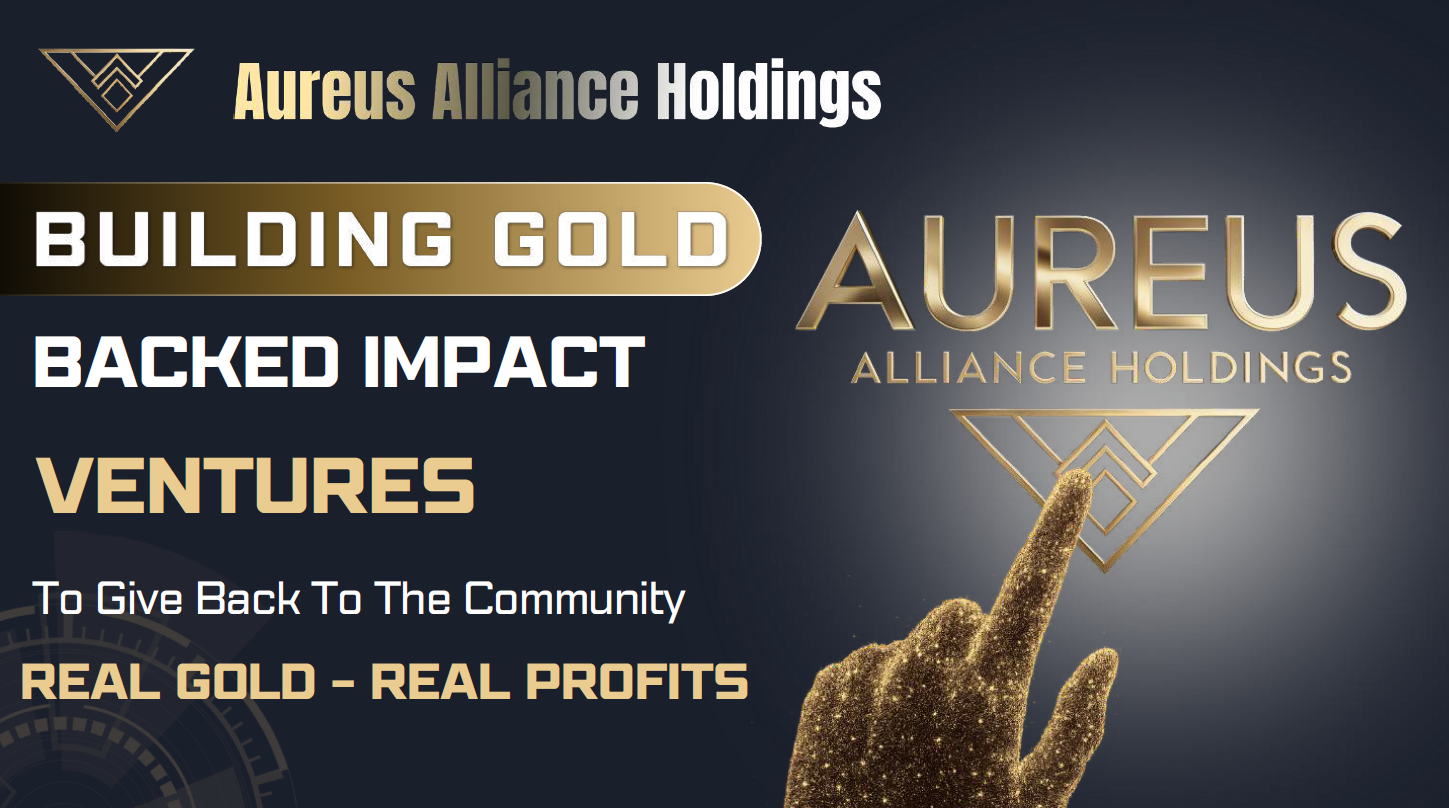 Aureus Alliance Holdings
BUILDING GOLD
BACKED IMPACT
VENTURES
To Give Back To The Community
REAL GOLD - REAL PROFITS
AUREUS
ALLIANCE HOLDINGS